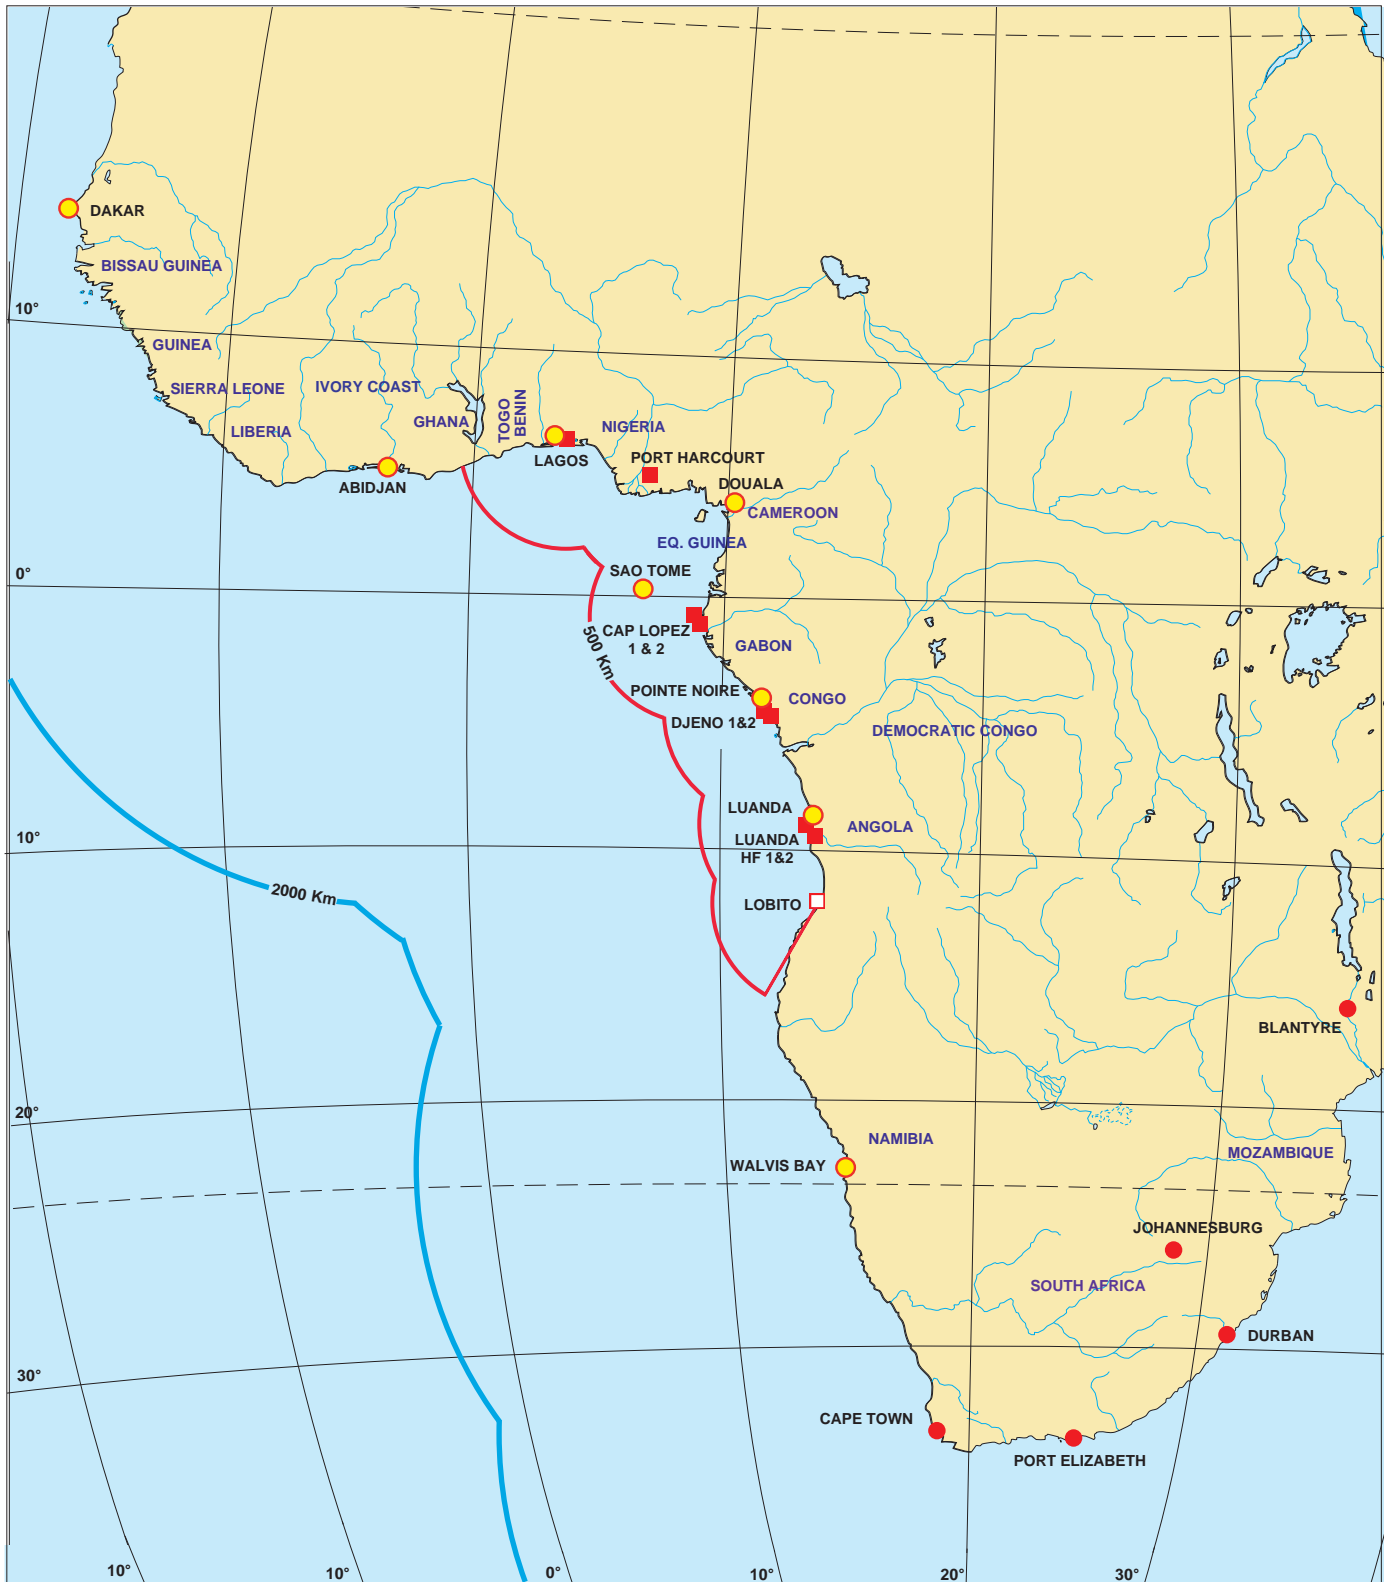 DAKAR
BISSAU GUINEA
10°
GUINEA
SIERRA LEONE
IVORY COAST
LIBERIA
GHANA
TOGO
BENIN
NIGERIA
LAGOS
PORT HARCOURT
ABIDJAN
DOUALA
CAMEROON
EQ. GUINEA
0°
SAO TOME
500 Km
CAP LOPEZ
1 & 2
GABON
POINTE NOIRE
CONGO
DJENO 1&2
DEMOCRATIC CONGO
LUANDA
ANGOLA
LUANDA
HF 1&2
10°
2000 Km
LOBITO
BLANTYRE
20°
NAMIBIA
MOZAMBIQUE
WALVIS BAY
JOHANNESBURG
SOUTH AFRICA
DURBAN
30°
CAPE TOWN
PORT ELIZABETH
10°
10°
0°
10°
20°
30°